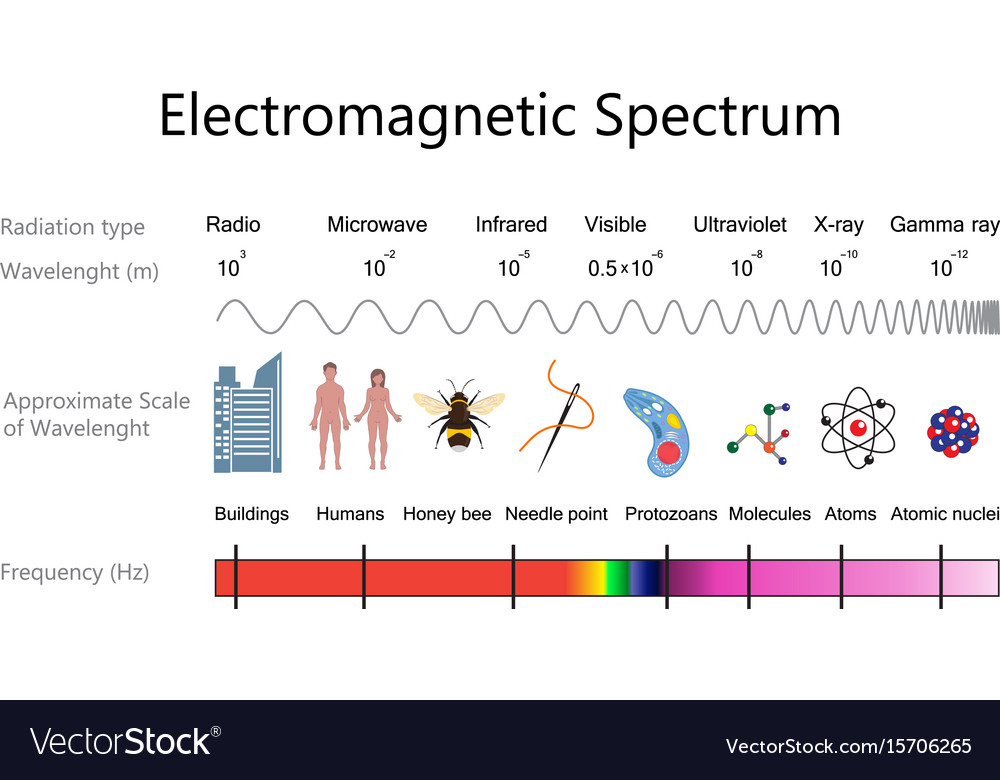 Electromagnetic Spectrum
Radiation type Radio Microwave Infrared Visible Ultraviolet X-ray Gamma ray
Wavelenght (m) 10³ 10⁻² 10⁻⁵ 0.5×10⁻⁶ 10⁻⁸ 10⁻¹⁰ 10⁻¹²
Approximate Scale
of Wavelenght
Buildings Humans Honey bee Needle point Protozoans Molecules Atoms Atomic nuclei
Frequency (Hz)
VectorStock® VectorStock.com/15706265